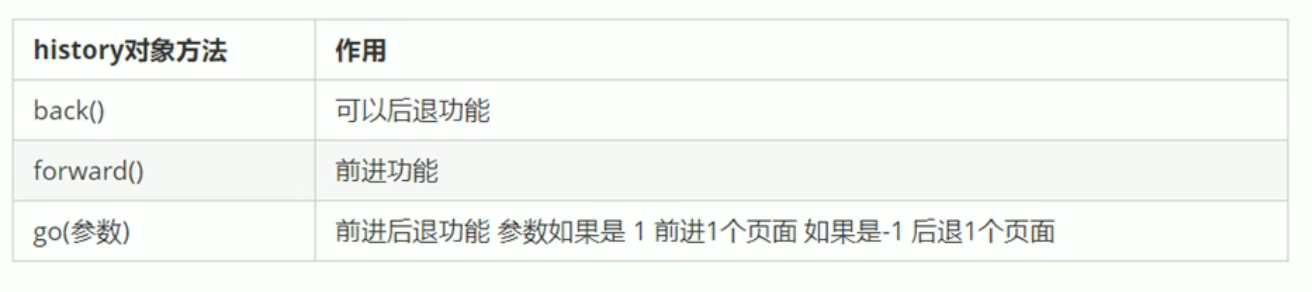 history对象方法 作用
back() 可以后退功能
forward() 前进功能
go(参数) 前进后退功能 参数如果是 1 前进1个页面 如果是-1 后退1个页面